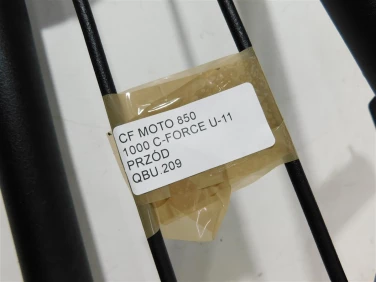 CF MOTO 850
1000 C-FORCE U-11
PRZÓD
QBU.209